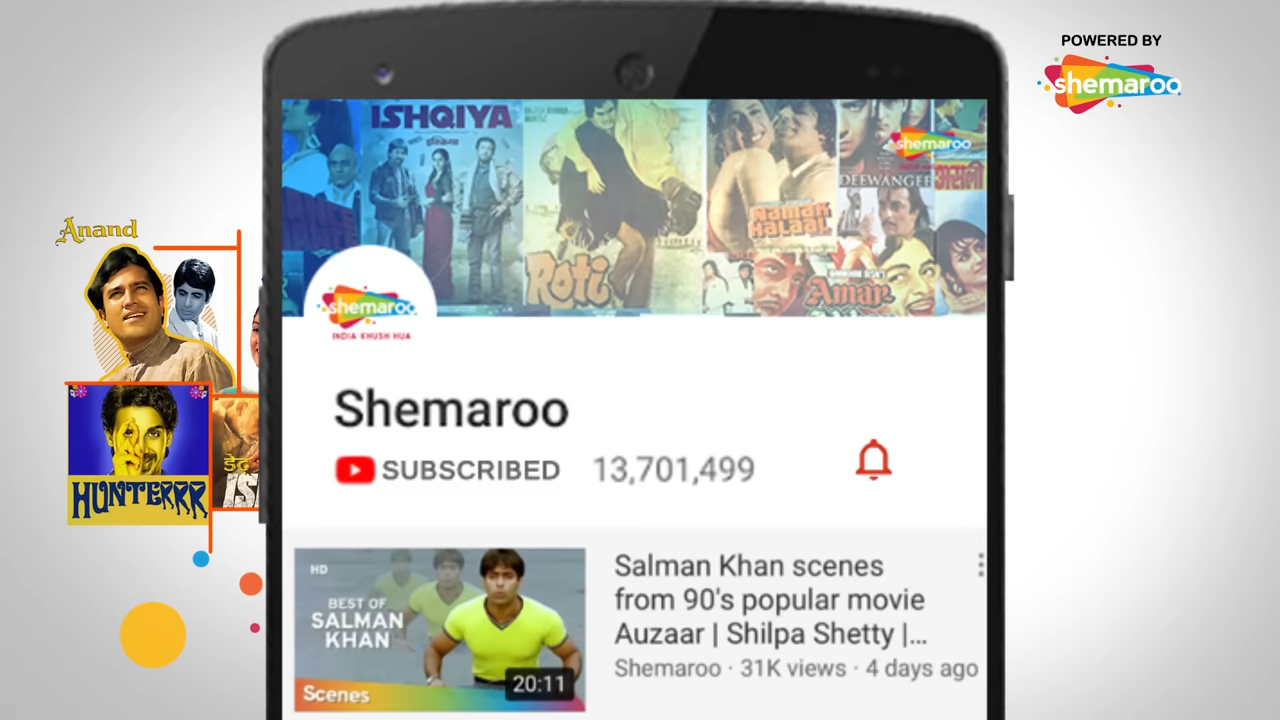 POWERED BY
shemaroo
ISHQIYA
इश्क़िया
shemaroo
DEEWANGEE
असली
NAMAK
HALAAL
Roti
Amar
Anand
shemaroo
INDIA KHUSH HUA
Shemaroo
SUBSCRIBED 13,701,499
HUNTERRR
डेढ़
HD
BEST OF
SALMAN
KHAN
20:11
Scenes
Salman Khan scenes
from 90's popular movie
Auzaar | Shilpa Shetty |...
Shemaroo · 31K views · 4 days ago